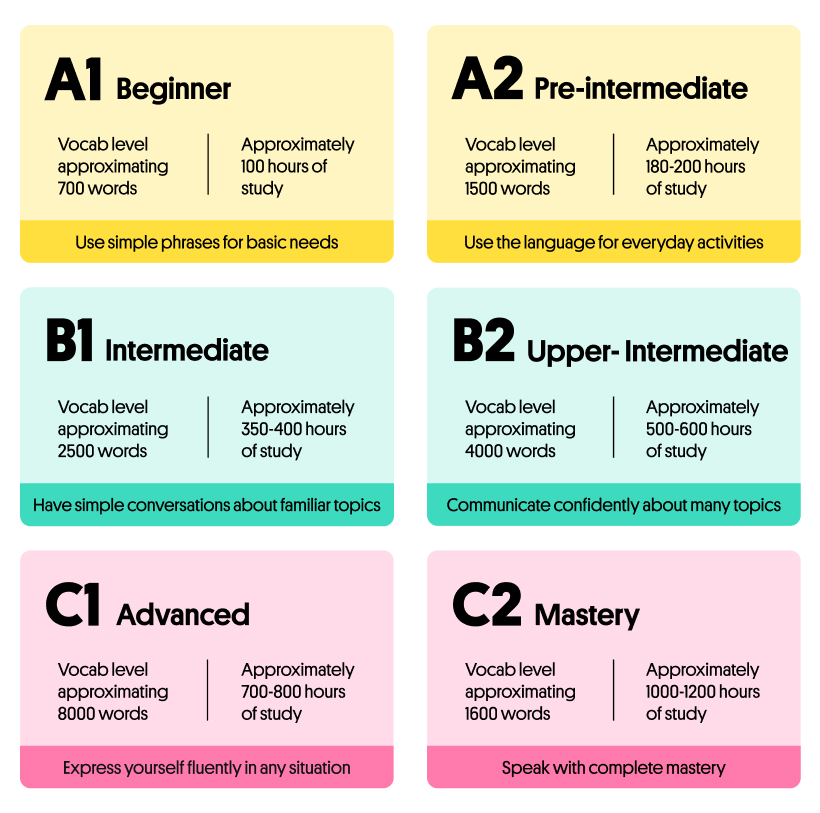 A1 Beginner
Vocab level
approximating
700 words
Approximately
100 hours of
study
Use simple phrases for basic needs
A2 Pre-intermediate
Vocab level
approximating
1500 words
Approximately
180-200 hours
of study
Use the language for everyday activities
B1 Intermediate
Vocab level
approximating
2500 words
Approximately
350-400 hours
of study
Have simple conversations about familiar topics
B2 Upper- Intermediate
Vocab level
approximating
4000 words
Approximately
500-600 hours
of study
Communicate confidently about many topics
C1 Advanced
Vocab level
approximating
8000 words
Approximately
700-800 hours
of study
Express yourself fluently in any situation
C2 Mastery
Vocab level
approximating
1600 words
Approximately
1000-1200 hours
of study
Speak with complete mastery